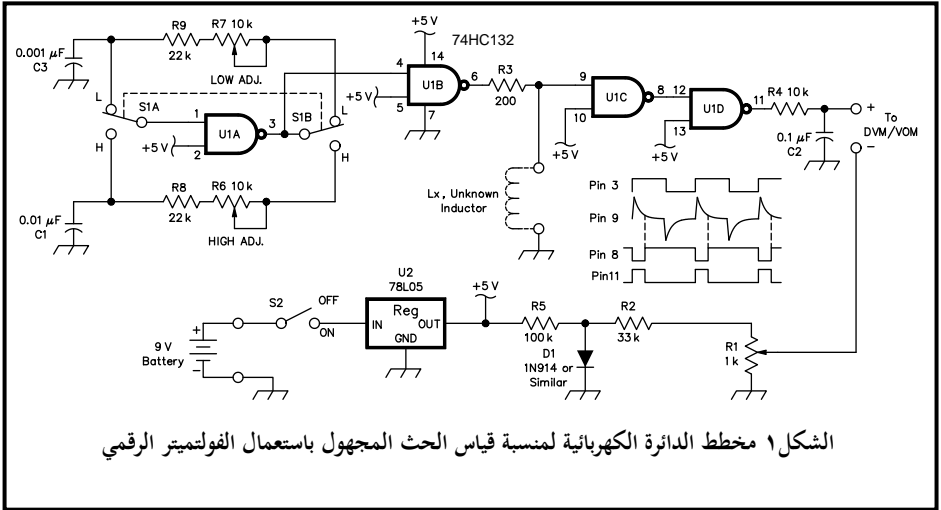 +5 V
74HC132
R9
R7 10 k
22 k
LOW ADJ.
0.001 µF
C3
L
H
S1A
1
2
+5 V
U1A
3
S1B
L
H
R8
R6 10 k
22 k
HIGH ADJ.
0.01 µF
C1
4
5
+5 V
14
U1B
7
6
R3
200
9
10
+5 V
U1C
8
12
13
+5 V
U1D
11
R4 10 k
0.1 µF
C2
+
To
DVM/VOM
−
Lx, Unknown
Inductor
Pin 3
Pin 9
Pin 8
Pin11
9 V
Battery
+
−
S2
OFF
ON
U2
78L05
Reg
IN
OUT
GND
+5 V
R5
100 k
D1
1N914 or
Similar
R2
33 k
R1
1 k
الشكل١ مخطط الدائرة الكهربائية لمنسبة قياس الحث المجهول باستعمال الفولتميتر الرقمي